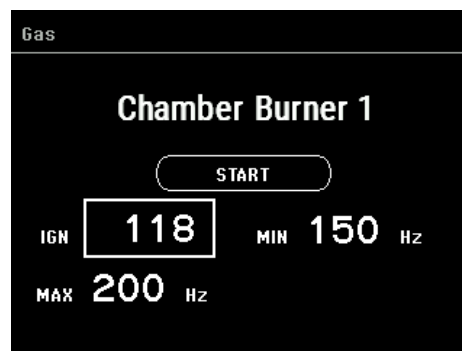 Gas
Chamber Burner 1
START
IGN 118 MIN 150 Hz
MAX 200 Hz